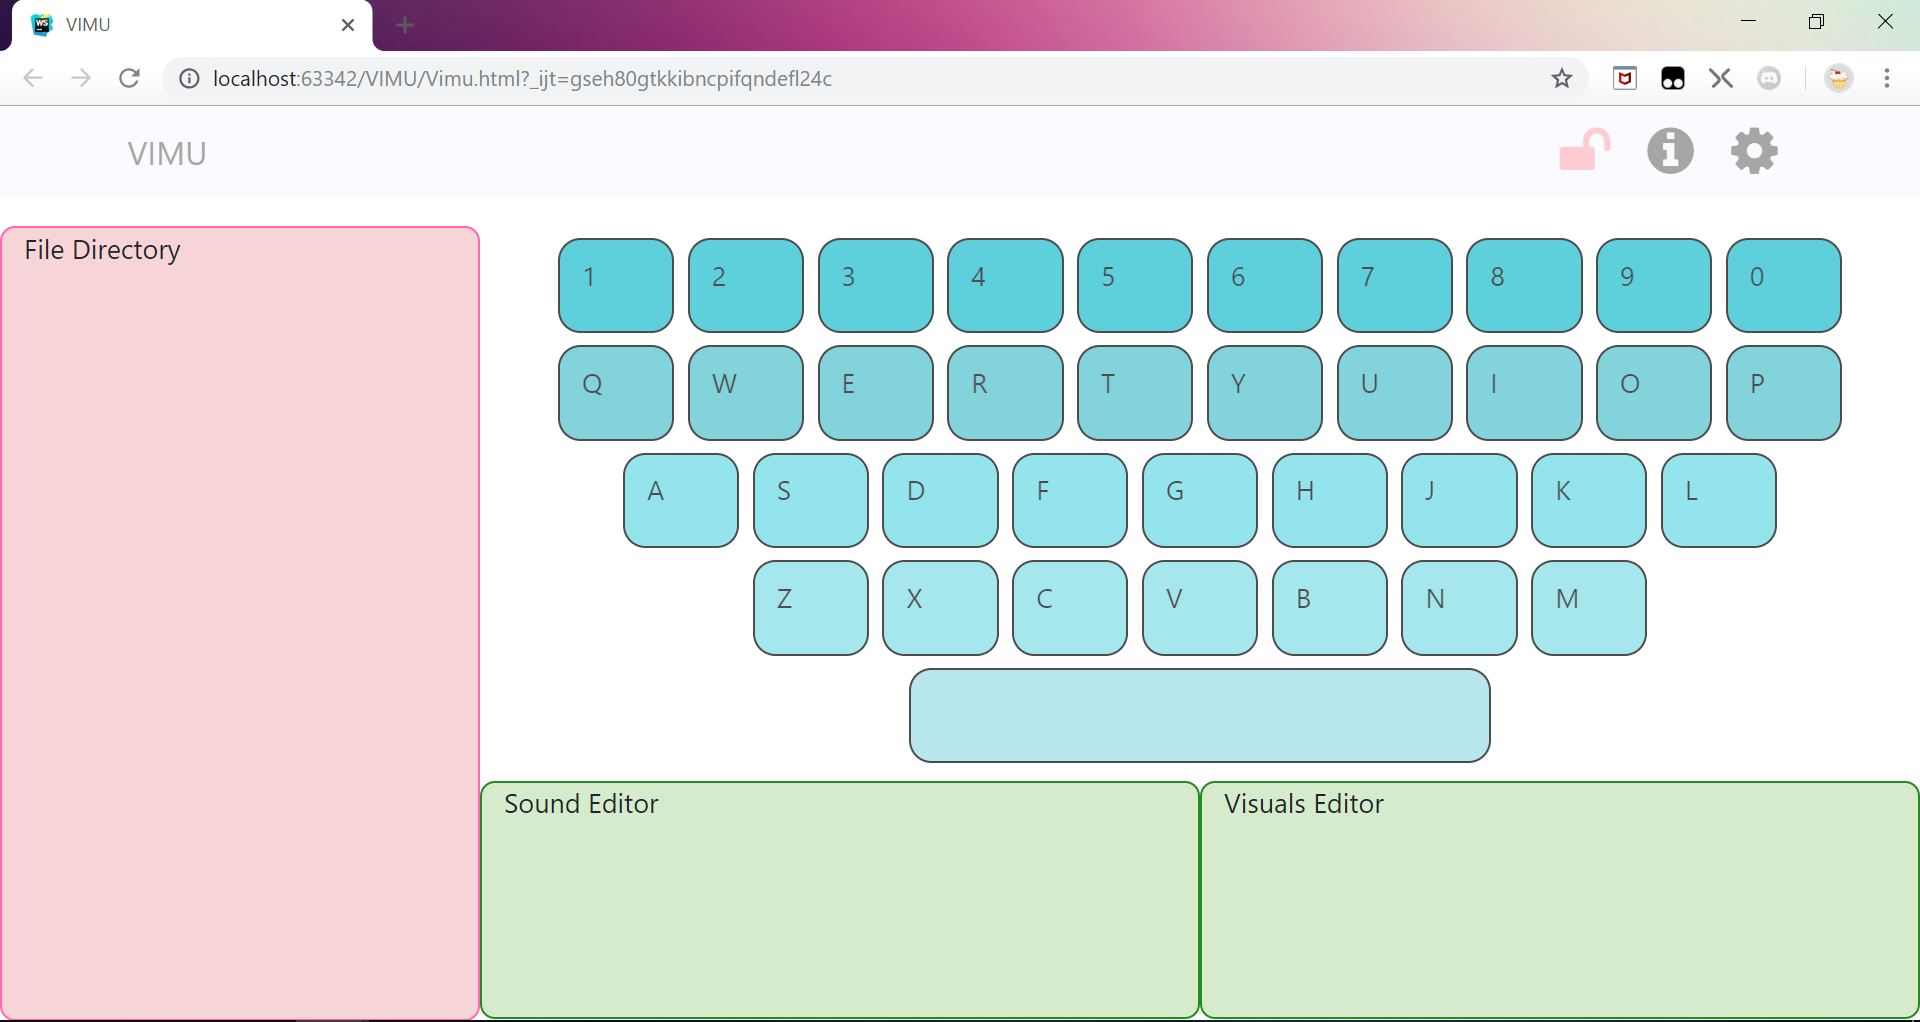 VIMU
localhost:63342/VIMU/Vimu.html?_ijt=gseh80gtkkibncpifqndefl24c
VIMU
File Directory
1 2 3 4 5 6 7 8 9 0
Q W E R T Y U I O P
A S D F G H J K L
Z X C V B N M
Sound Editor
Visuals Editor